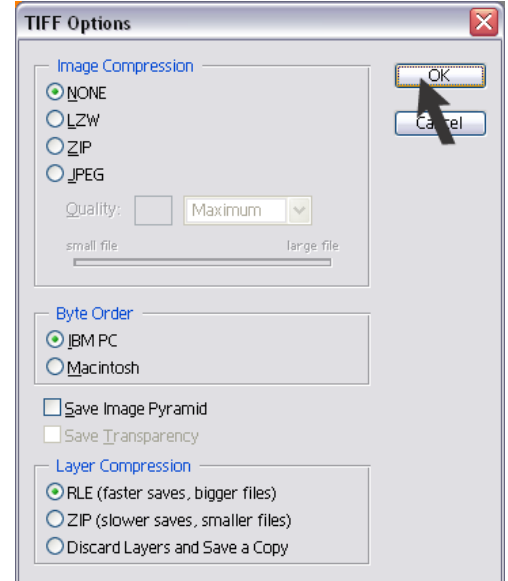 TIFF Options
Image Compression
NONE
LZW
ZIP
JPEG
Quality:
Maximum
small file
large file
OK
Cancel
Byte Order
IBM PC
Macintosh
Save Image Pyramid
Save Transparency
Layer Compression
RLE (faster saves, bigger files)
ZIP (slower saves, smaller files)
Discard Layers and Save a Copy